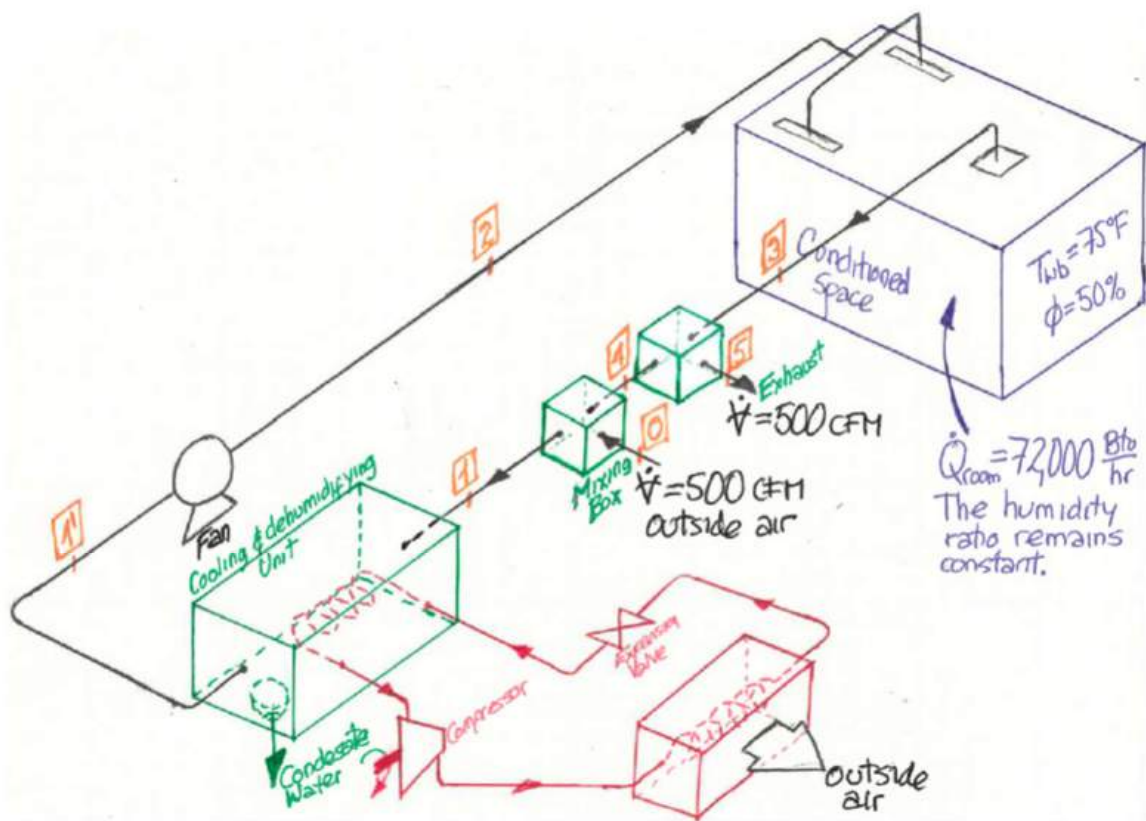 2
3
Conditioned
space
Twb=75°F
ϕ=50%
4
5
Exhaust
V̇=500 CFM
0
Mixing
Box
V̇=500 CFM
outside air
1
Q̇room=72,000 Btu/hr
The humidity
ratio remains
constant.
1'
Fan
Cooling & dehumidifying
Unit
Expansion
Valve
Compressor
Condesate
Water
outside
air